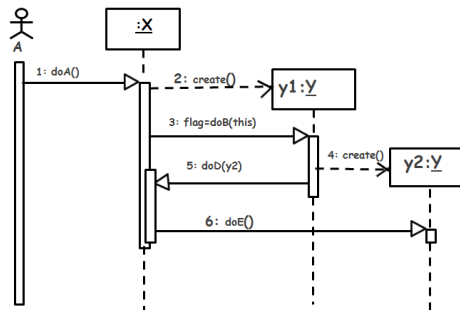 :X
A
1: doA()
2: create()
y1:Y
3: flag=doB(this)
4: create()
5: doD(y2)
y2:Y
6: doE()